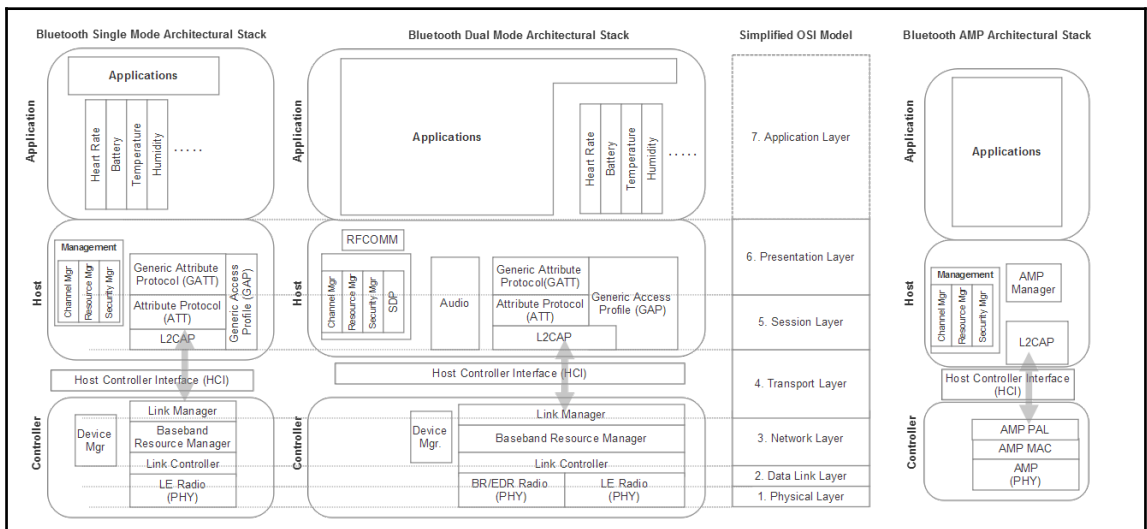 Bluetooth Single Mode Architectural Stack
Application
Applications
Heart Rate
Battery
Temperature
Humidity
.....
Host
Management
Channel Mgr
Resource Mgr
Security Mgr
Generic Attribute
Protocol (GATT)
Attribute Protocol
(ATT)
L2CAP
Generic Access
Profile (GAP)
Host Controller Interface (HCI)
Controller
Device
Mgr
Link Manager
Baseband
Resource Manager
Link Controller
LE Radio
(PHY)
Bluetooth Dual Mode Architectural Stack
Application
Applications
Heart Rate
Battery
Temperature
Humidity
.....
Host
RFCOMM
Channel Mgr
Resource Mgr
Security Mgr
SDP
Audio
Generic Attribute
Protocol(GATT)
Attribute Protocol
(ATT)
L2CAP
Generic Access
Profile (GAP)
Host Controller Interface (HCI)
Controller
Device
Mgr.
Link Manager
Baseband Resource Manager
Link Controller
BR/EDR Radio
(PHY)
LE Radio
(PHY)
Simplified OSI Model
7. Application Layer
6. Presentation Layer
5. Session Layer
4. Transport Layer
3. Network Layer
2. Data Link Layer
1. Physical Layer
Bluetooth AMP Architectural Stack
Application
Applications
Host
Management
Channel Mgr
Resource Mgr
Security Mgr
AMP
Manager
L2CAP
Host Controller Interface
(HCI)
Controller
AMP PAL
AMP MAC
AMP
(PHY)